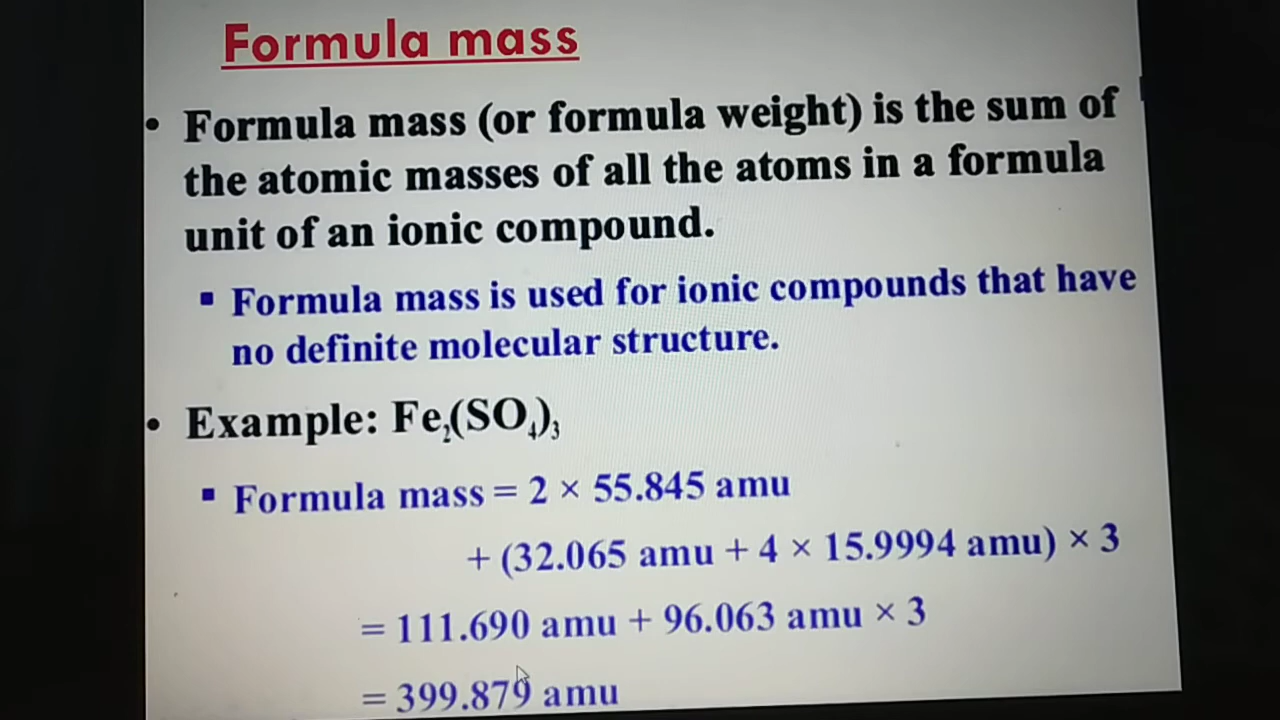 Formula mass
• Formula mass (or formula weight) is the sum of
the atomic masses of all the atoms in a formula
unit of an ionic compound.
▪ Formula mass is used for ionic compounds that have
no definite molecular structure.
• Example: Fe₂(SO₄)₃
▪ Formula mass = 2 × 55.845 amu
+ (32.065 amu + 4 × 15.9994 amu) × 3
= 111.690 amu + 96.063 amu × 3
= 399.879 amu